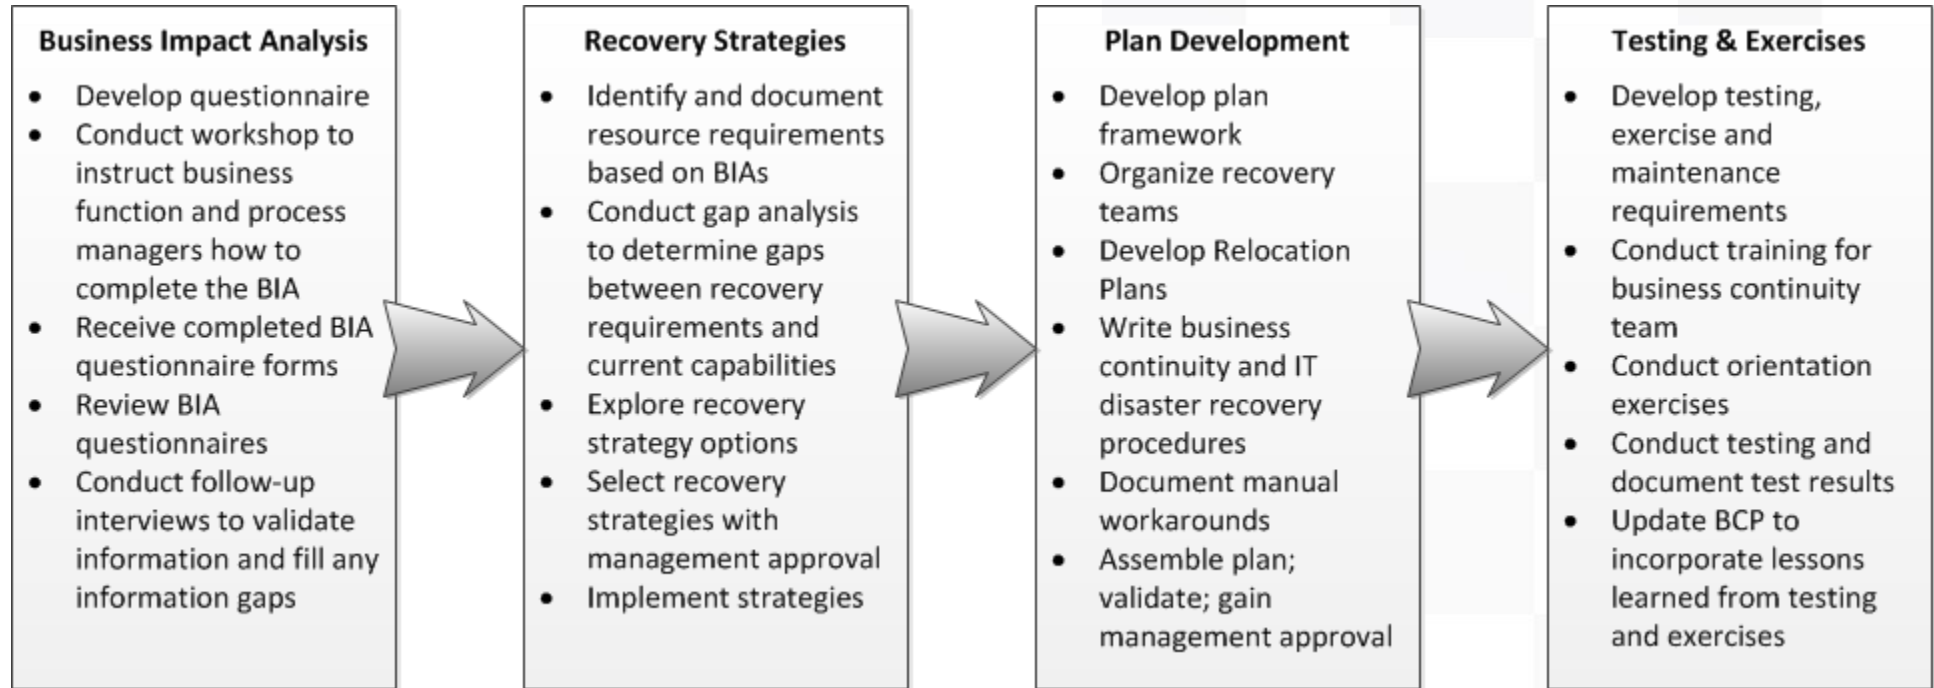 Business Impact Analysis
• Develop questionnaire
• Conduct workshop to
instruct business
function and process
managers how to
complete the BIA
• Receive completed BIA
questionnaire forms
• Review BIA
questionnaires
• Conduct follow-up
interviews to validate
information and fill any
information gaps
Recovery Strategies
• Identify and document
resource requirements
based on BIAs
• Conduct gap analysis
to determine gaps
between recovery
requirements and
current capabilities
• Explore recovery
strategy options
• Select recovery
strategies with
management approval
• Implement strategies
Plan Development
• Develop plan
framework
• Organize recovery
teams
• Develop Relocation
Plans
• Write business
continuity and IT
disaster recovery
procedures
• Document manual
workarounds
• Assemble plan;
validate; gain
management approval
Testing & Exercises
• Develop testing,
exercise and
maintenance
requirements
• Conduct training for
business continuity
team
• Conduct orientation
exercises
• Conduct testing and
document test results
• Update BCP to
incorporate lessons
learned from testing
and exercises